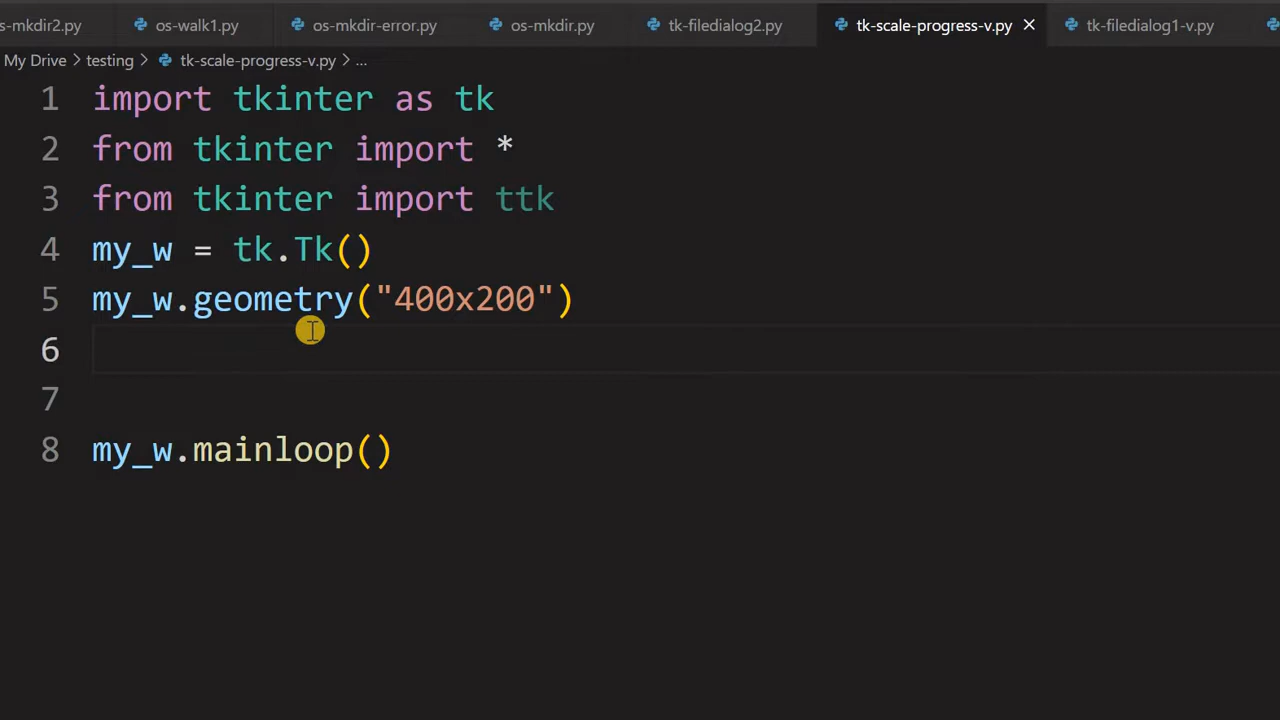 s-mkdir2.py os-walk1.py os-mkdir-error.py os-mkdir.py tk-filedialog2.py tk-scale-progress-v.py × tk-filedialog1-v.py
My Drive > testing > tk-scale-progress-v.py > ...
1 import tkinter as tk
2 from tkinter import *
3 from tkinter import ttk
4 my_w = tk.Tk()
5 my_w.geometry("400x200")
6
7
8 my_w.mainloop()